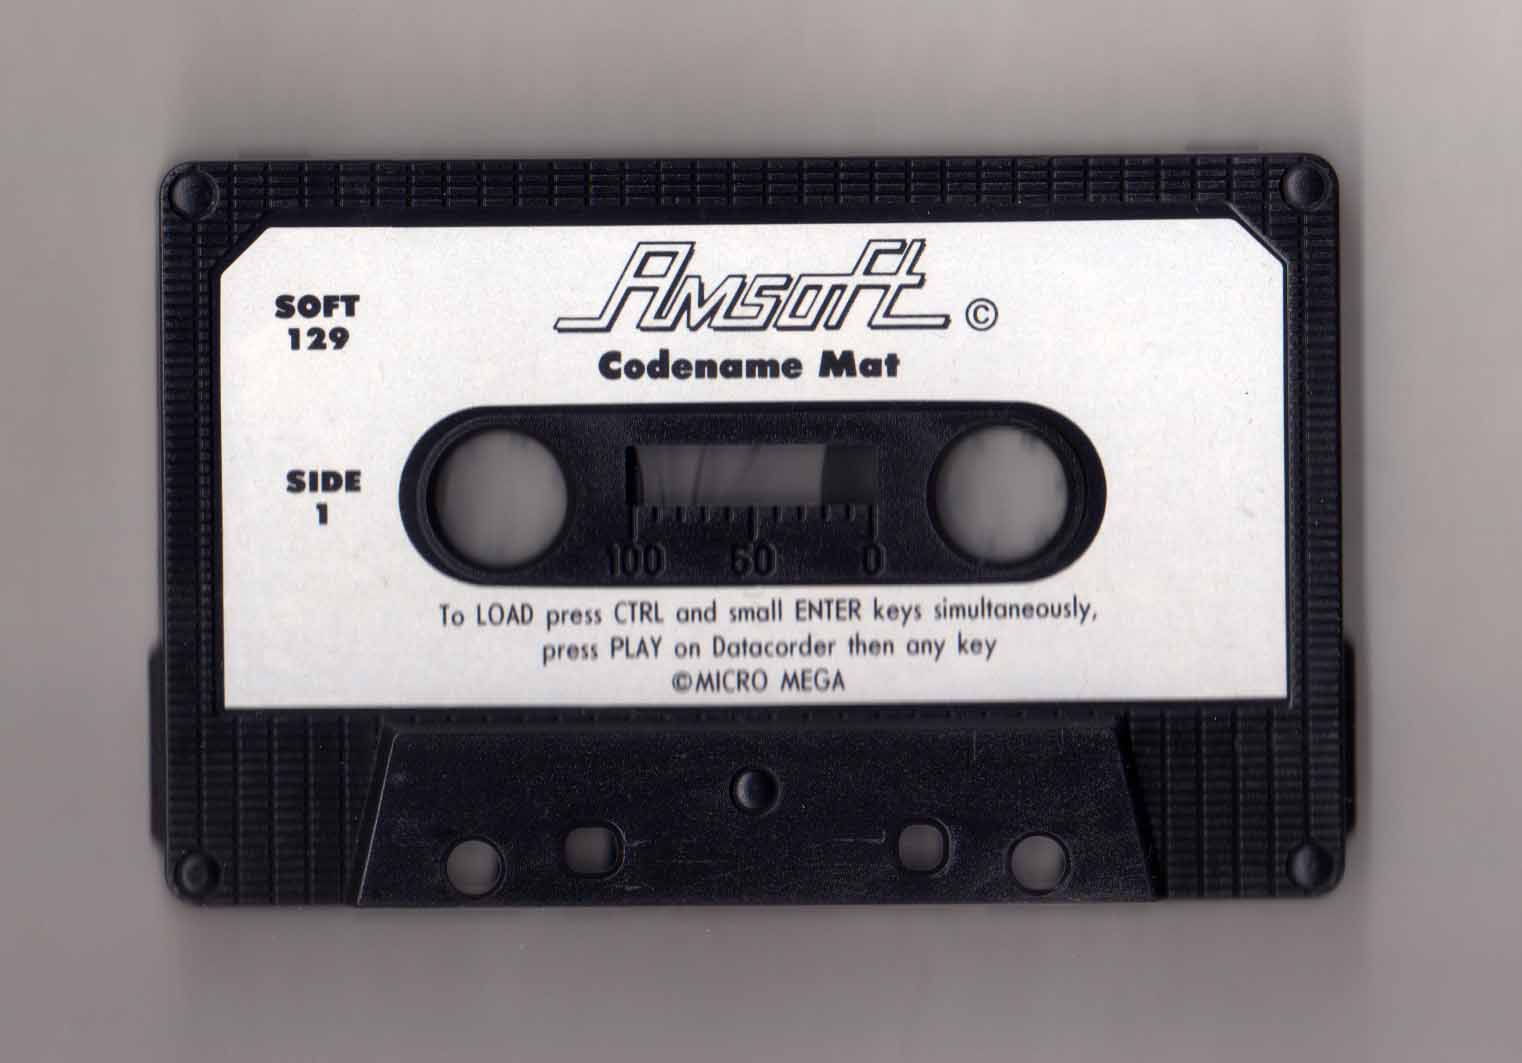 Amsoft ©
Codename Mat
SOFT
129
SIDE
1
100 50 0
To LOAD press CTRL and small ENTER keys simultaneously,
press PLAY on Datacorder then any key
©MICRO MEGA